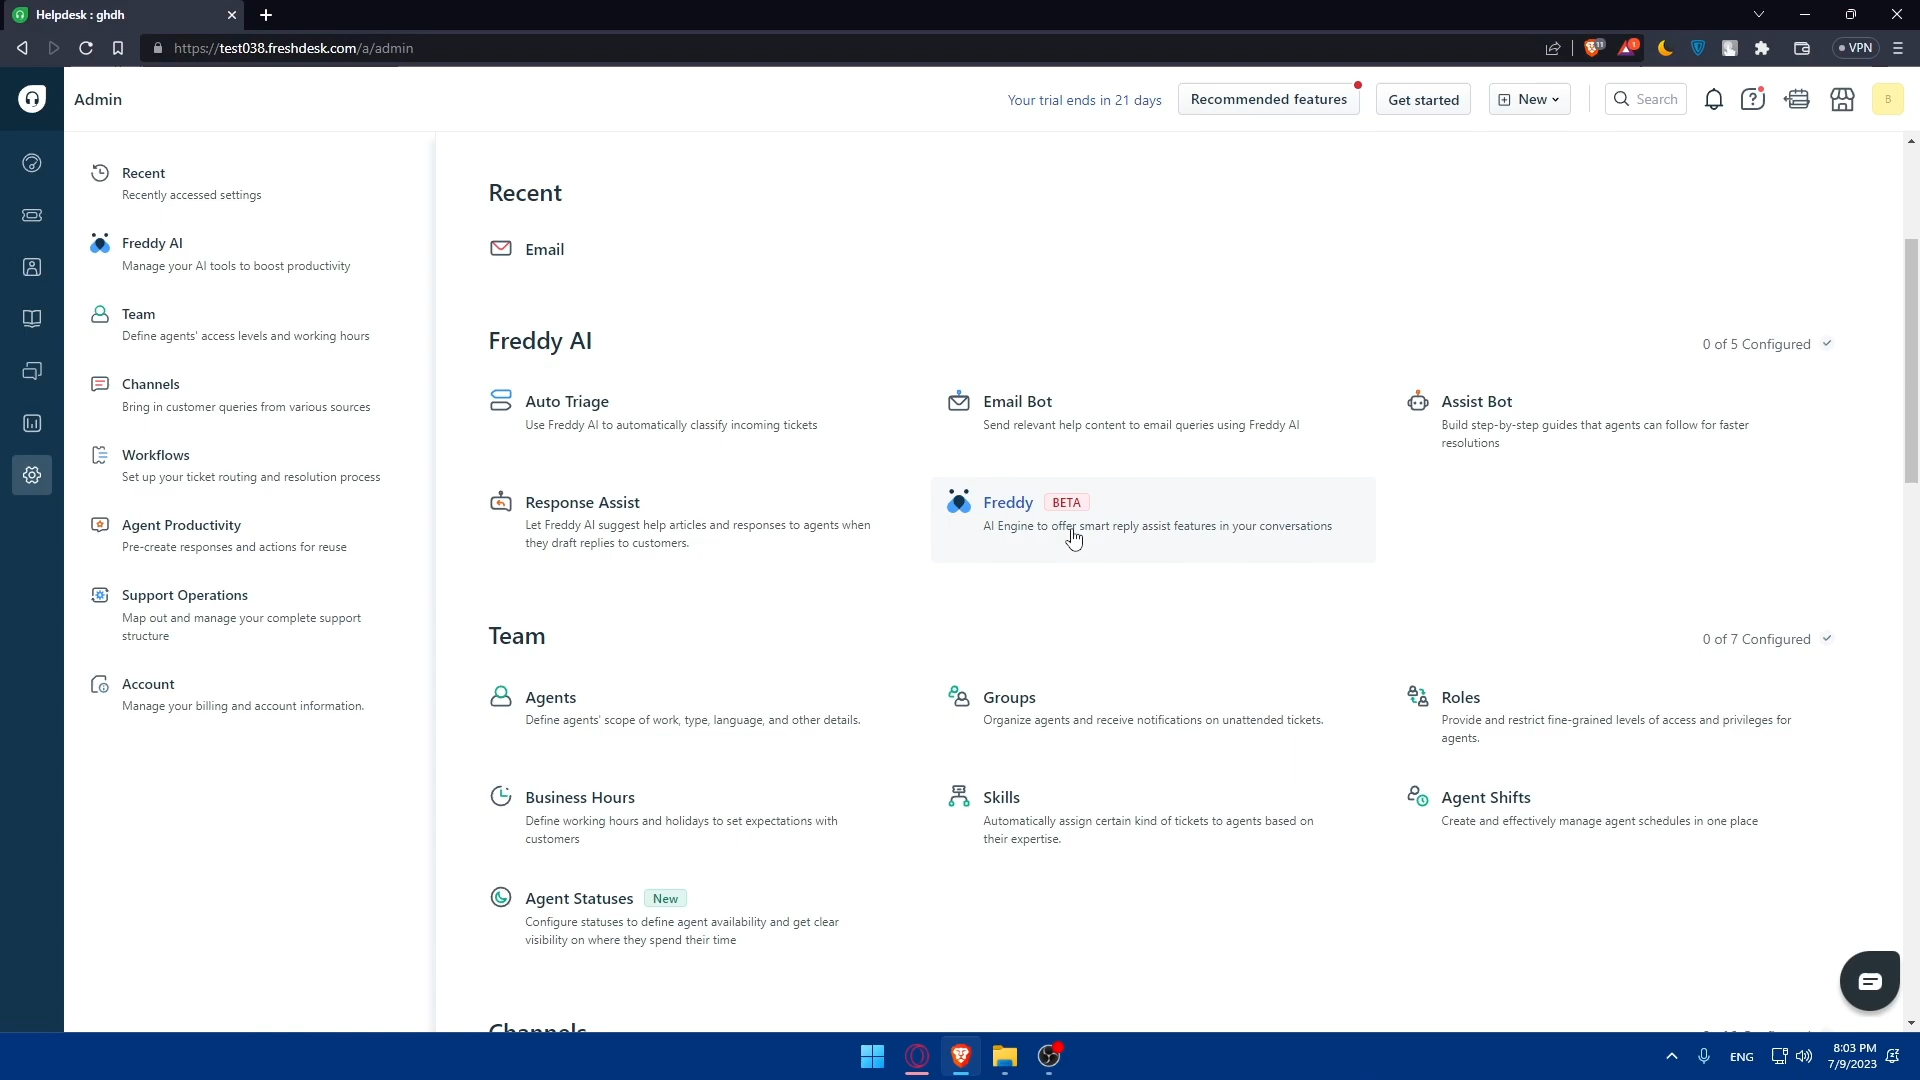 Helpdesk : ghdh
https://test038.freshdesk.com/a/admin
11
1
VPN
Admin
Your trial ends in 21 days
Recommended features
Get started
New
Search
B
Recent
Recently accessed settings
Freddy AI
Manage your AI tools to boost productivity
Team
Define agents' access levels and working hours
Channels
Bring in customer queries from various sources
Workflows
Set up your ticket routing and resolution process
Agent Productivity
Pre-create responses and actions for reuse
Support Operations
Map out and manage your complete support
structure
Account
Manage your billing and account information.
Recent
Email
Freddy AI
0 of 5 Configured
Auto Triage
Use Freddy AI to automatically classify incoming tickets
Email Bot
Send relevant help content to email queries using Freddy AI
Assist Bot
Build step-by-step guides that agents can follow for faster
resolutions
Response Assist
Let Freddy AI suggest help articles and responses to agents when
they draft replies to customers.
Freddy BETA
AI Engine to offer smart reply assist features in your conversations
Team
0 of 7 Configured
Agents
Define agents' scope of work, type, language, and other details.
Groups
Organize agents and receive notifications on unattended tickets.
Roles
Provide and restrict fine-grained levels of access and privileges for
agents.
Business Hours
Define working hours and holidays to set expectations with
customers
Skills
Automatically assign certain kind of tickets to agents based on
their expertise.
Agent Shifts
Create and effectively manage agent schedules in one place
Agent Statuses New
Configure statuses to define agent availability and get clear
visibility on where they spend their time
Channels
ENG
8:03 PM
7/9/2023